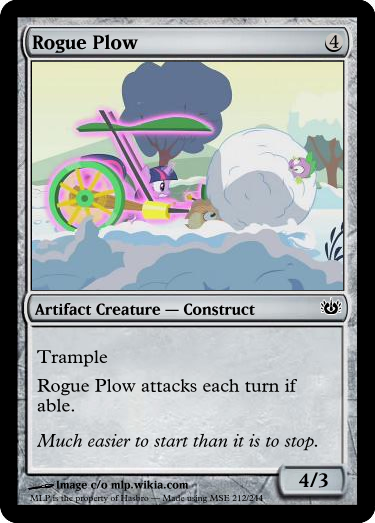 Rogue Plow 4
Artifact Creature — Construct
Trample
Rogue Plow attacks each turn if
able.
Much easier to start than it is to stop.
Image c/o mlp.wikia.com
4/3
MLP is the property of Hasbro — Made using MSE 212/244